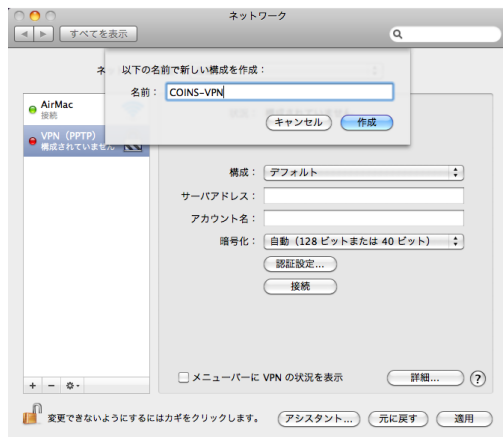 ネットワーク
すべてを表示
ネ
以下の名前で新しい構成を作成：
名前： COINS-VPN
キャンセル 作成
AirMac
接続
VPN（PPTP）
構成されていません
構成： デフォルト
サーバアドレス：
アカウント名：
暗号化： 自動（128 ビットまたは 40 ビット）
認証設定...
接続
メニューバーに VPN の状況を表示
詳細... ?
+ −
変更できないようにするにはカギをクリックします。
アシスタント... 元に戻す 適用